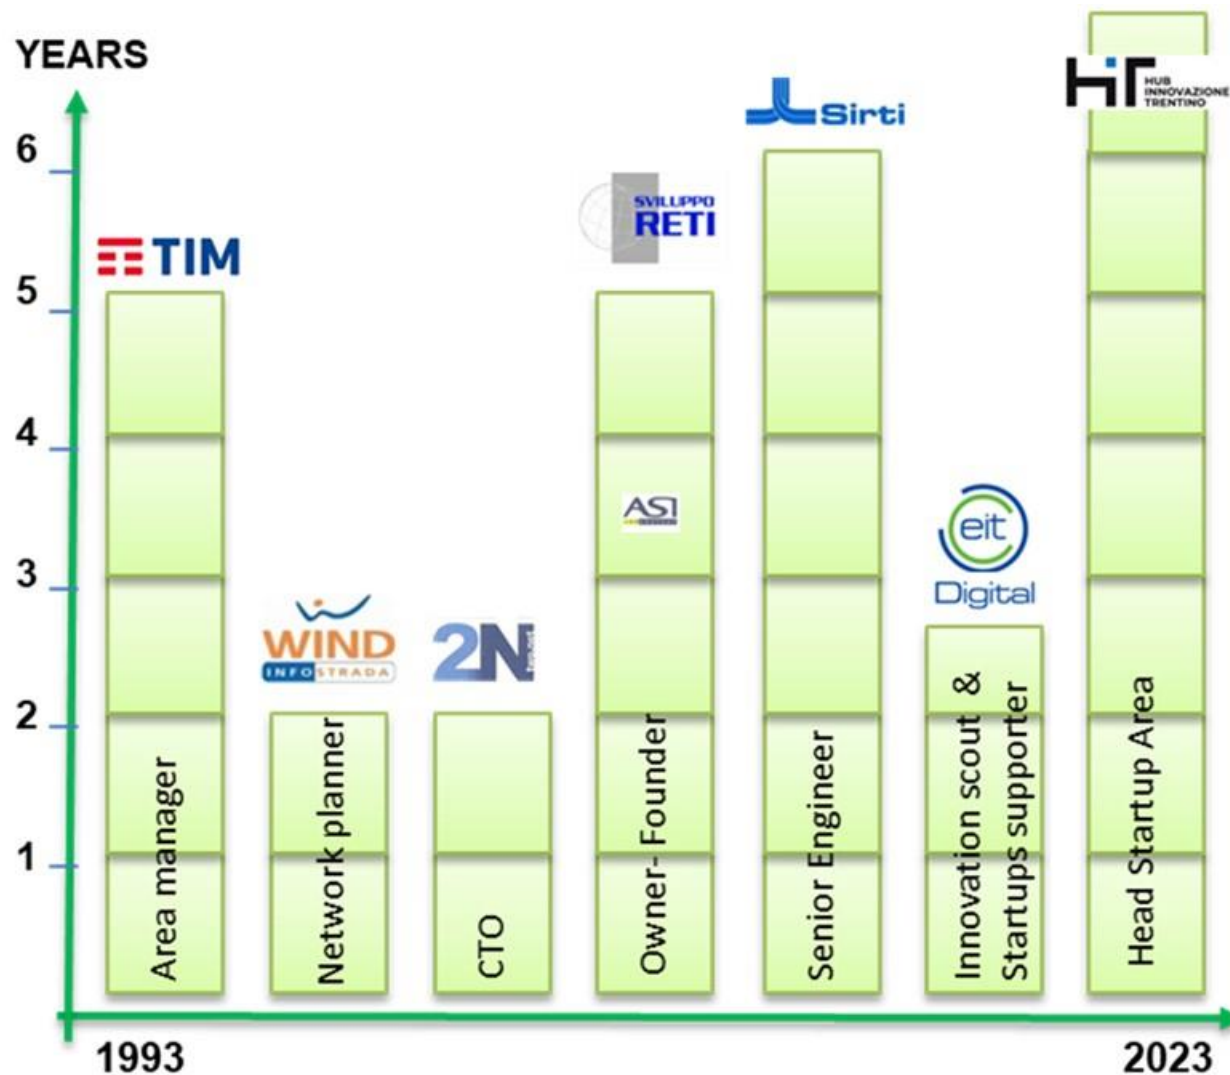 YEARS
6
5
4
3
2
1
TIM
WIND
INFOSTRADA
2N
SVILUPPO
RETI
ASI
Sirti
eit
Digital
HIT
HUB
INNOVAZIONE
TRENTINO
Area manager
Network planner
CTO
Owner- Founder
Senior Engineer
Innovation scout &
Startups supporter
Head Startup Area
1993
2023